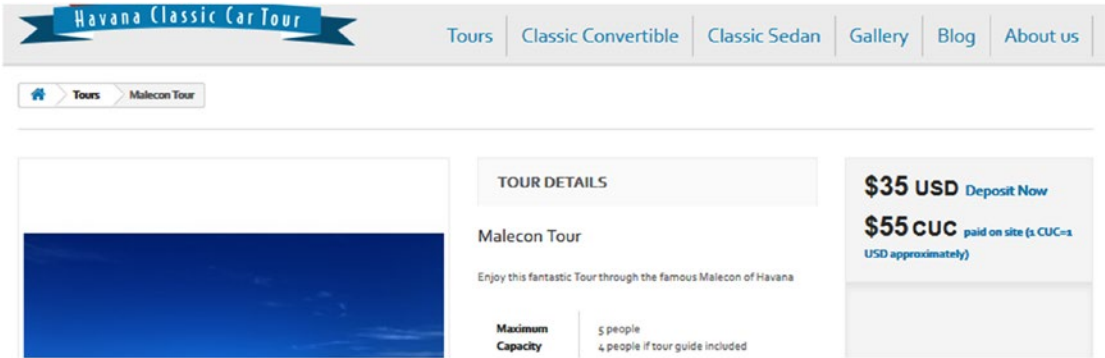 Havana Classic Car Tour
Tours Classic Convertible Classic Sedan Gallery Blog About us
Tours Malecon Tour
TOUR DETAILS
Malecon Tour
Enjoy this fantastic Tour through the famous Malecon of Havana
Maximum Capacity
5 people
4 people if tour guide included
$35 USD Deposit Now
$55 CUC paid on site (1 CUC=1
USD approximately)